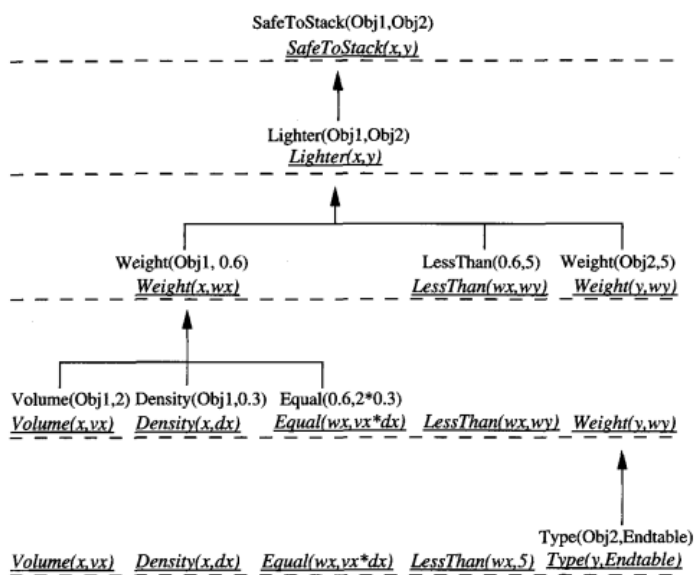 SafeToStack(Obj1,Obj2)
SafeToStack(x,y)
Lighter(Obj1,Obj2)
Lighter(x,y)
Weight(Obj1, 0.6) LessThan(0.6,5) Weight(Obj2,5)
Weight(x,wx) LessThan(wx,wy) Weight(y,wy)
Volume(Obj1,2) Density(Obj1,0.3) Equal(0.6,2*0.3)
Volume(x,vx) Density(x,dx) Equal(wx,vx*dx) LessThan(wx,wy) Weight(y,wy)
Type(Obj2,Endtable)
Volume(x,vx) Density(x,dx) Equal(wx,vx*dx) LessThan(wx,5) Type(y,Endtable)